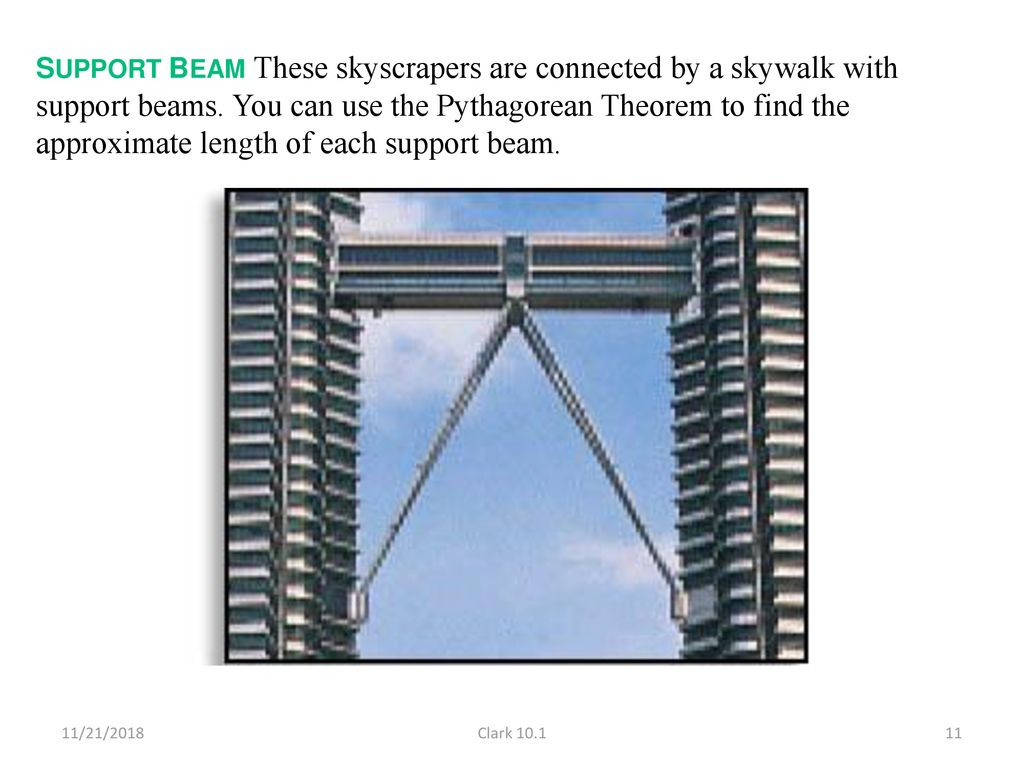 SUPPORT BEAM These skyscrapers are connected by a skywalk with
support beams. You can use the Pythagorean Theorem to find the
approximate length of each support beam.
11/21/2018 Clark 10.1 11